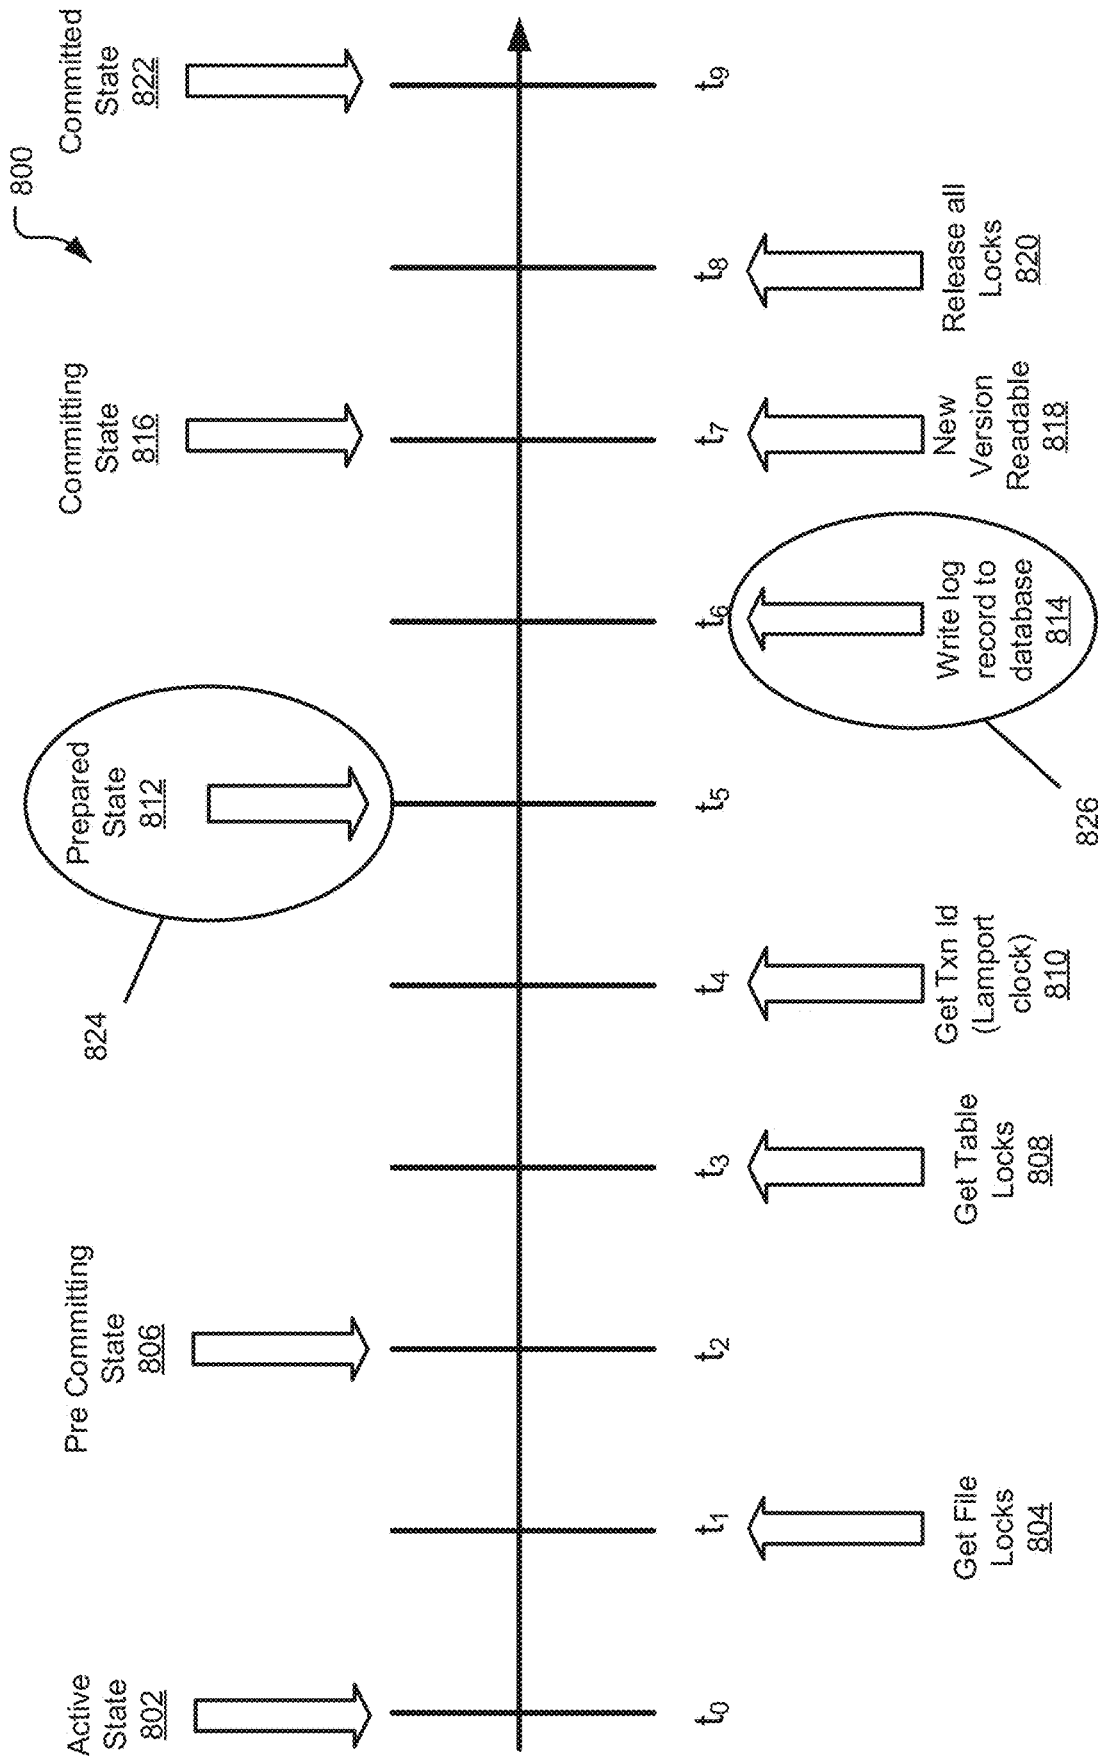 800
Active
State
802
Pre Committing
State
806
Prepared
State
812
Committing
State
816
Committed
State
822
824
t0
t1
t2
t3
t4
t5
t6
t7
t8
t9
Get File
Locks
804
Get Table
Locks
808
Get Txn Id
(Lamport
clock)
810
Write log
record to
database
814
New
Version
Readable
818
Release all
Locks
820
826